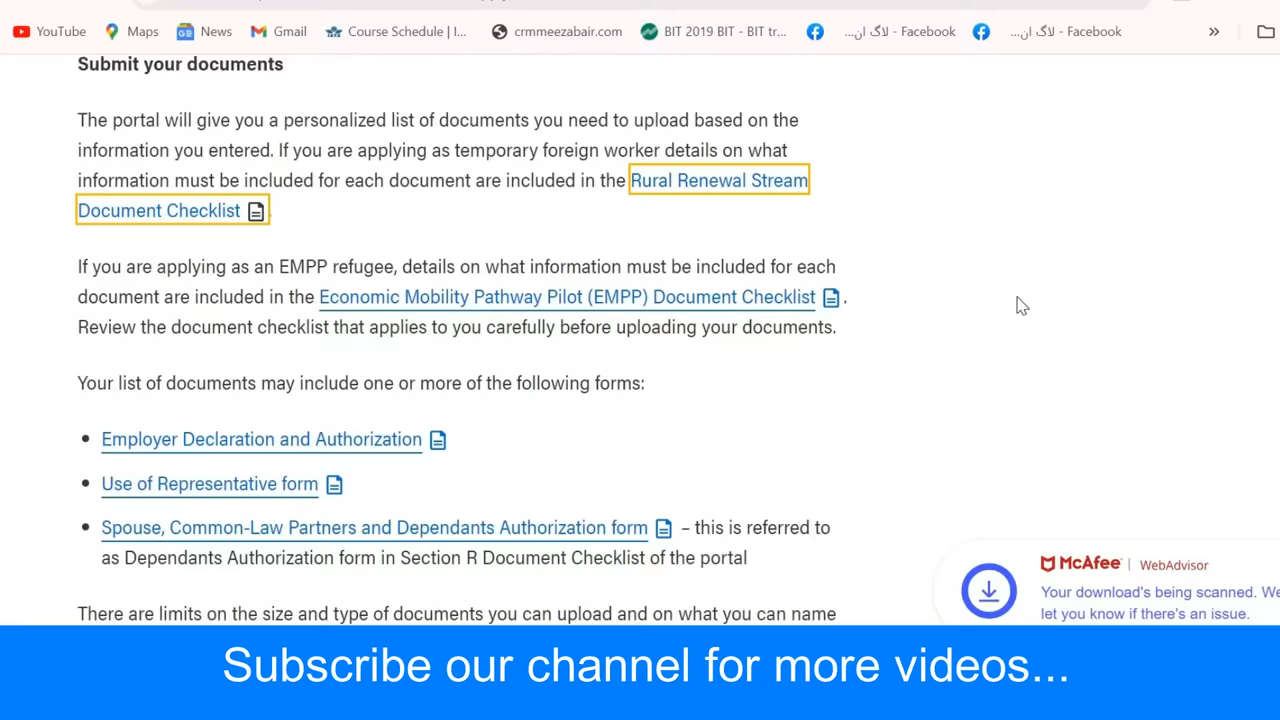 YouTube Maps News Gmail Course Schedule | I... crmmeezabair.com BIT 2019 BIT - BIT tr... لاگ ان... - Facebook لاگ ان... - Facebook »
Submit your documents
The portal will give you a personalized list of documents you need to upload based on the
information you entered. If you are applying as temporary foreign worker details on what
information must be included for each document are included in the Rural Renewal Stream
Document Checklist .
If you are applying as an EMPP refugee, details on what information must be included for each
document are included in the Economic Mobility Pathway Pilot (EMPP) Document Checklist .
Review the document checklist that applies to you carefully before uploading your documents.
Your list of documents may include one or more of the following forms:
• Employer Declaration and Authorization
• Use of Representative form
• Spouse, Common-Law Partners and Dependants Authorization form – this is referred to
as Dependants Authorization form in Section R Document Checklist of the portal
McAfee | WebAdvisor
Your download's being scanned. We
let you know if there's an issue.
There are limits on the size and type of documents you can upload and on what you can name
Subscribe our channel for more videos...